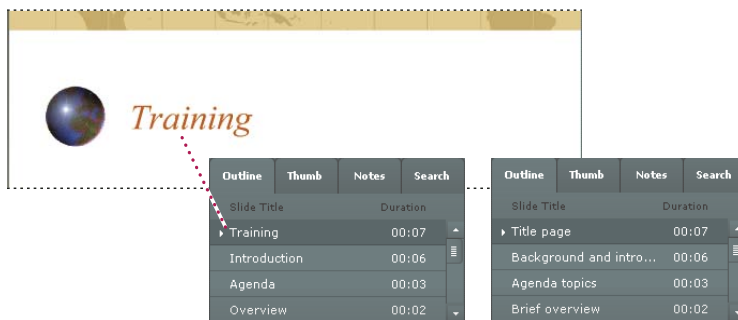 Training
Outline Thumb Notes Search
Slide Title Duration
Training 00:07
Introduction 00:06
Agenda 00:03
Overview 00:02
Outline Thumb Notes Search
Slide Title Duration
Title page 00:07
Background and intro... 00:06
Agenda topics 00:03
Brief overview 00:02